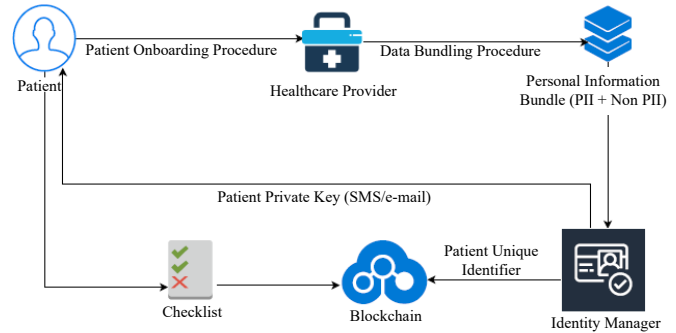 Patient Onboarding Procedure
Data Bundling Procedure
Patient
Healthcare Provider
Personal Information
Bundle (PII + Non PII)
Patient Private Key (SMS/e-mail)
Patient Unique
Identifier
Checklist
Blockchain
Identity Manager